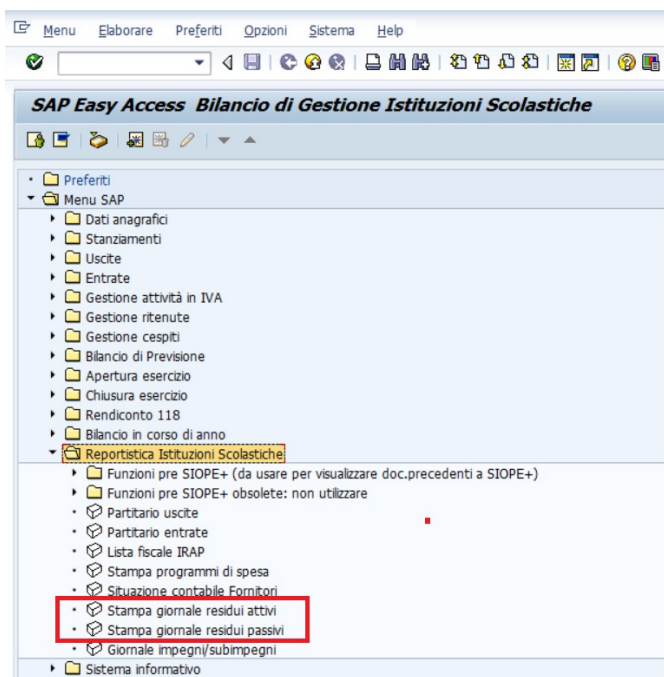 Menu Elaborare Preferiti Opzioni Sistema Help
SAP Easy Access Bilancio di Gestione Istituzioni Scolastiche
Preferiti
Menu SAP
Dati anagrafici
Stanziamenti
Uscite
Entrate
Gestione attività in IVA
Gestione ritenute
Gestione cespiti
Bilancio di Previsione
Apertura esercizio
Chiusura esercizio
Rendiconto 118
Bilancio in corso di anno
Reportistica Istituzioni Scolastiche
Funzioni pre SIOPE+ (da usare per visualizzare doc.precedenti a SIOPE+)
Funzioni pre SIOPE+ obsolete: non utilizzare
Partitario uscite
Partitario entrate
Lista fiscale IRAP
Stampa programmi di spesa
Situazione contabile Fornitori
Stampa giornale residui attivi
Stampa giornale residui passivi
Giornale impegni/subimpegni
Sistema informativo